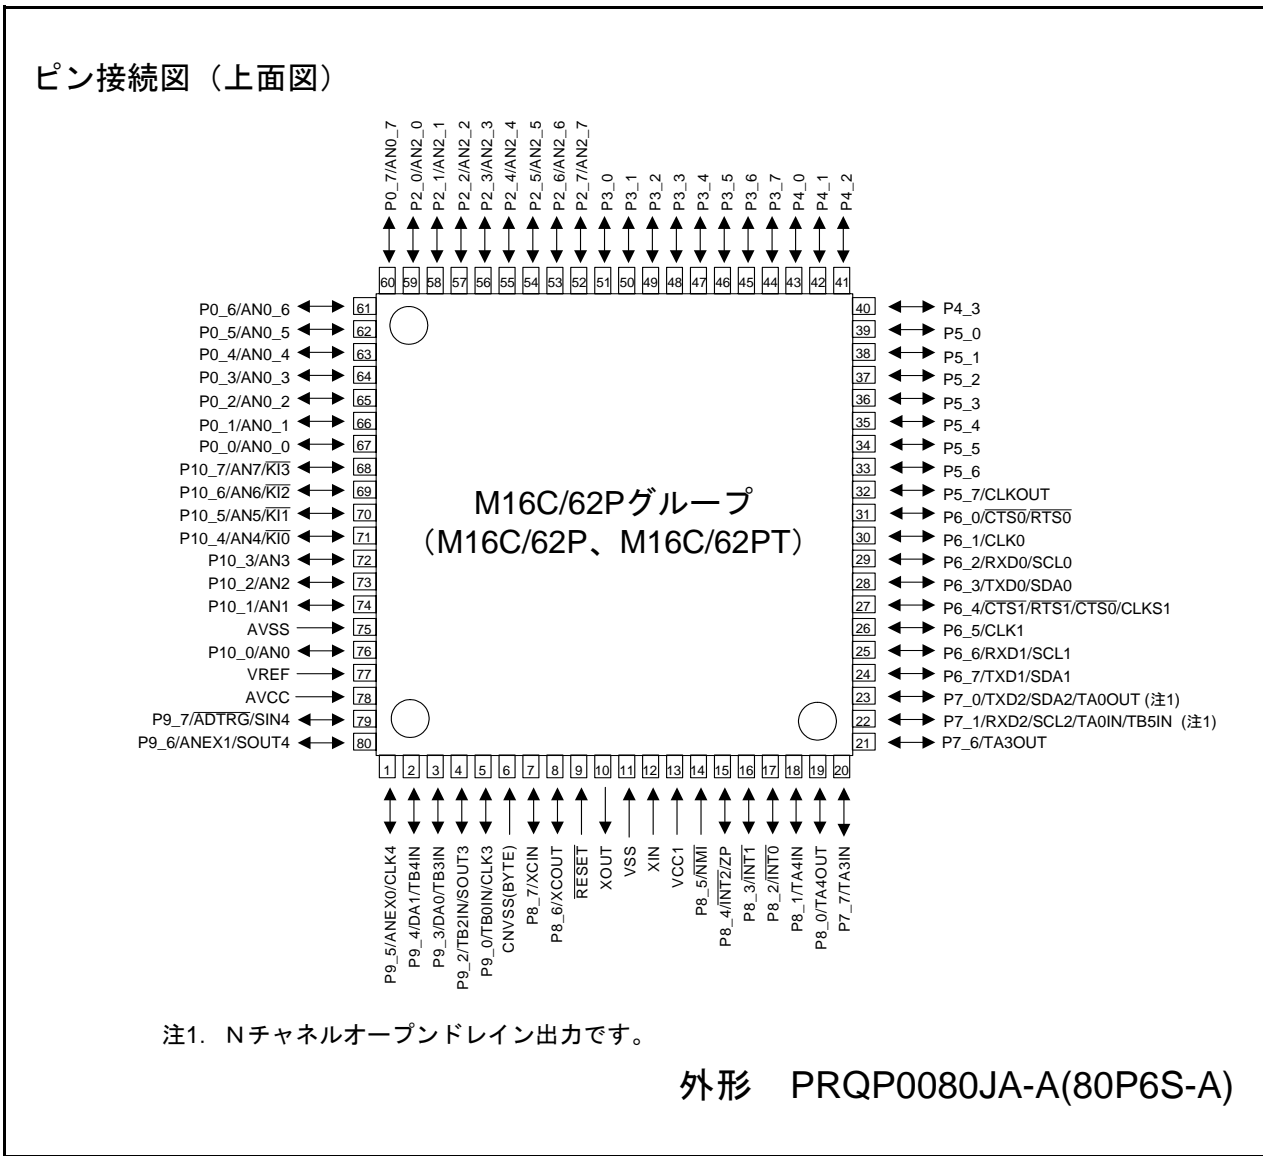 ピン接続図（上面図）
P0_7/AN0_7
P2_0/AN2_0
P2_1/AN2_1
P2_2/AN2_2
P2_3/AN2_3
P2_4/AN2_4
P2_5/AN2_5
P2_6/AN2_6
P2_7/AN2_7
P3_0
P3_1
P3_2
P3_3
P3_4
P3_5
P3_6
P3_7
P4_0
P4_1
P4_2
60 59 58 57 56 55 54 53 52 51 50 49 48 47 46 45 44 43 42 41
P0_6/AN0_6 61
P0_5/AN0_5 62
P0_4/AN0_4 63
P0_3/AN0_3 64
P0_2/AN0_2 65
P0_1/AN0_1 66
P0_0/AN0_0 67
P10_7/AN7/KI3 68
P10_6/AN6/KI2 69
P10_5/AN5/KI1 70
P10_4/AN4/KI0 71
P10_3/AN3 72
P10_2/AN2 73
P10_1/AN1 74
AVSS 75
P10_0/AN0 76
VREF 77
AVCC 78
P9_7/ADTRG/SIN4 79
P9_6/ANEX1/SOUT4 80
M16C/62Pグループ
（M16C/62P、M16C/62PT）
40 P4_3
39 P5_0
38 P5_1
37 P5_2
36 P5_3
35 P5_4
34 P5_5
33 P5_6
32 P5_7/CLKOUT
31 P6_0/CTS0/RTS0
30 P6_1/CLK0
29 P6_2/RXD0/SCL0
28 P6_3/TXD0/SDA0
27 P6_4/CTS1/RTS1/CTS0/CLKS1
26 P6_5/CLK1
25 P6_6/RXD1/SCL1
24 P6_7/TXD1/SDA1
23 P7_0/TXD2/SDA2/TA0OUT (注1)
22 P7_1/RXD2/SCL2/TA0IN/TB5IN (注1)
21 P7_6/TA3OUT
1 2 3 4 5 6 7 8 9 10 11 12 13 14 15 16 17 18 19 20
P9_5/ANEX0/CLK4
P9_4/DA1/TB4IN
P9_3/DA0/TB3IN
P9_2/TB2IN/SOUT3
P9_0/TB0IN/CLK3
CNVSS(BYTE)
P8_7/XCIN
P8_6/XCOUT
RESET
XOUT
VSS
XIN
VCC1
P8_5/NMI
P8_4/INT2/ZP
P8_3/INT1
P8_2/INT0
P8_1/TA4IN
P8_0/TA4OUT
P7_7/TA3IN
注1. Nチャネルオープンドレイン出力です。
外形 PRQP0080JA-A(80P6S-A)